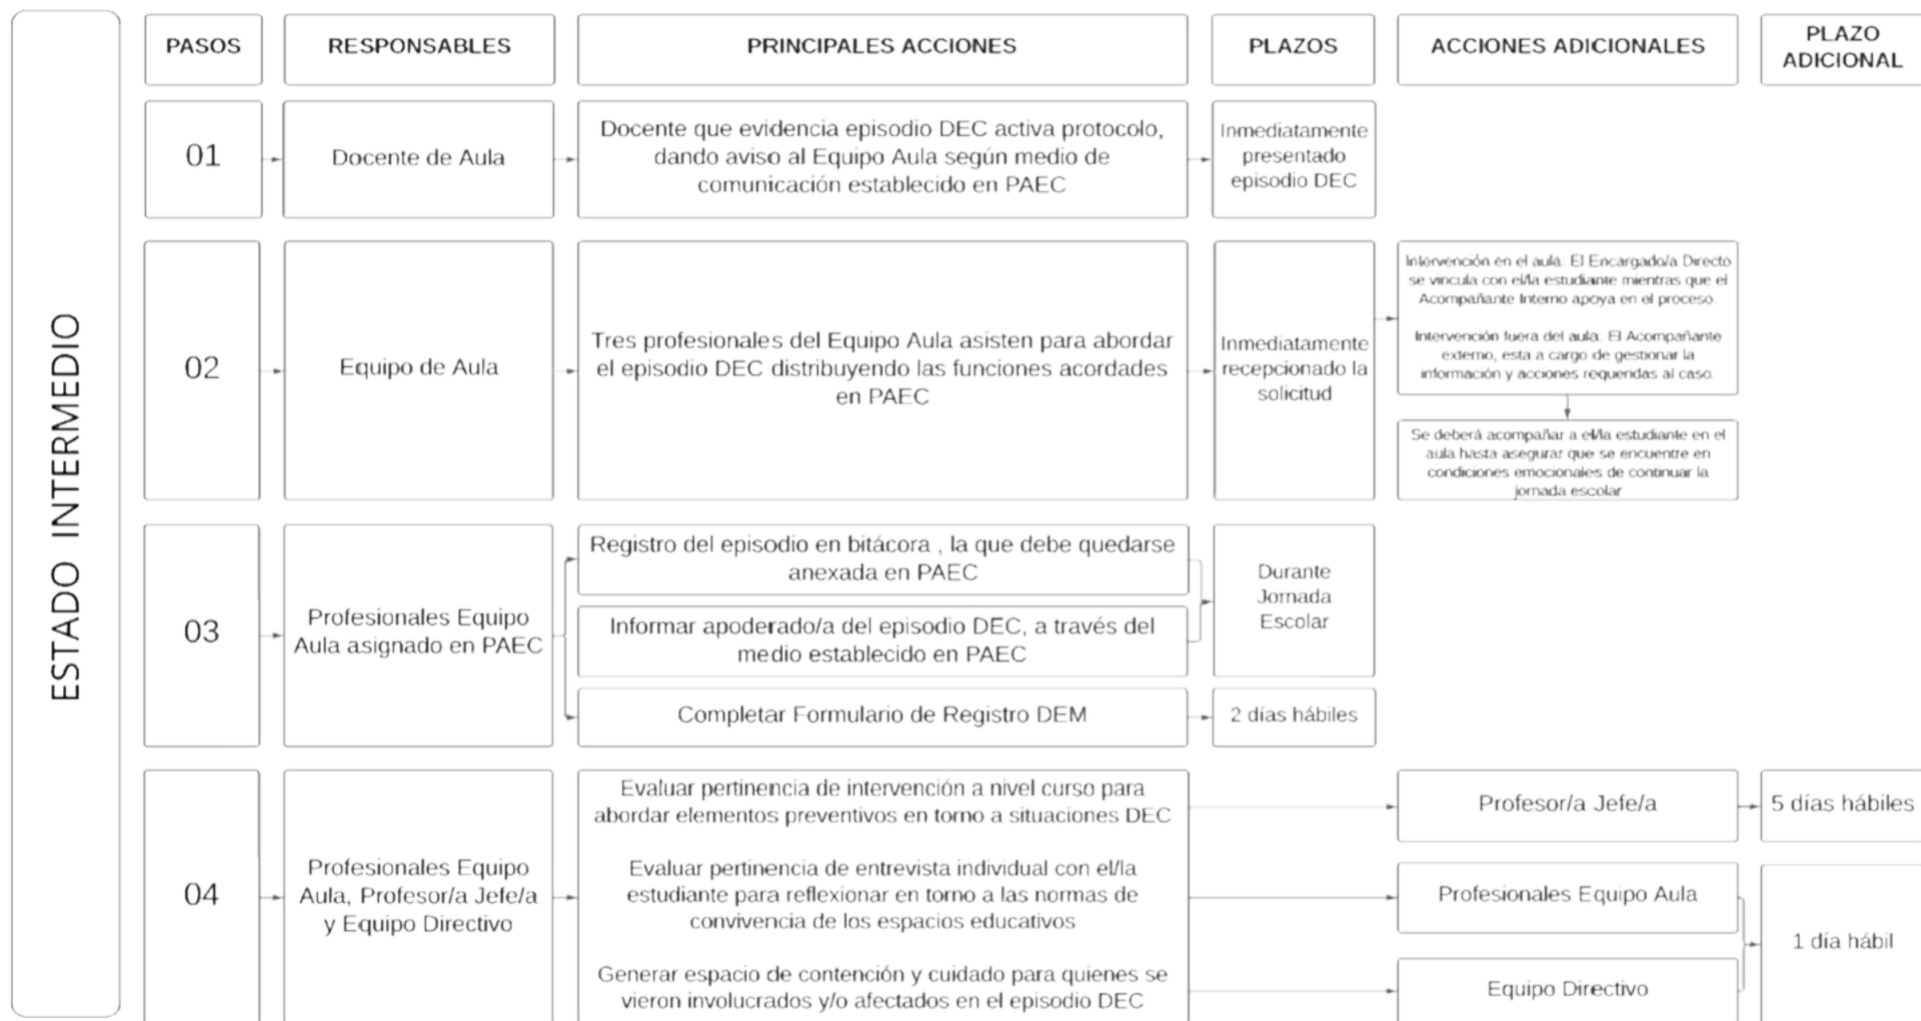 ESTADO INTERMEDIO
PASOS
RESPONSABLES
PRINCIPALES ACCIONES
PLAZOS
ACCIONES ADICIONALES
PLAZO
ADICIONAL
01
Docente de Aula
Docente que evidencia episodio DEC activa protocolo,
dando aviso al Equipo Aula según medio de
comunicación establecido en PAEC
Inmediatamente
presentado
episodio DEC
02
Equipo de Aula
Tres profesionales del Equipo Aula asisten para abordar
el episodio DEC distribuyendo las funciones acordades
en PAEC
Inmediatamente
recepcionado la
solicitud
Intervención en el aula: El Encargado/a Directo
se vincula con el/la estudiante mientras que el
Acompañante Interno apoya en el proceso
Intervención fuera del aula: El Acompañante
externo, esta a cargo de gestionar la
información y acciones requeridas al caso.
Se deberá acompañar a el/la estudiante en el
aula hasta asegurar que se encuentre en
condiciones emocionales de continuar la
jornada escolar
03
Profesionales Equipo
Aula asignado en PAEC
Registro del episodio en bitácora , la que debe quedarse
anexada en PAEC
Informar apoderado/a del episodio DEC, a través del
medio establecido en PAEC
Durante
Jornada
Escolar
Completar Formulario de Registro DEM
2 días hábiles
04
Profesionales Equipo
Aula, Profesor/a Jefe/a
y Equipo Directivo
Evaluar pertinencia de intervención a nivel curso para
abordar elementos preventivos en torno a situaciones DEC
Profesor/a Jefe/a
5 días hábiles
Evaluar pertinencia de entrevista individual con el/la
estudiante para reflexionar en torno a las normas de
convivencia de los espacios educativos
Profesionales Equipo Aula
1 día hábil
Generar espacio de contención y cuidado para quienes se
vieron involucrados y/o afectados en el episodio DEC
Equipo Directivo